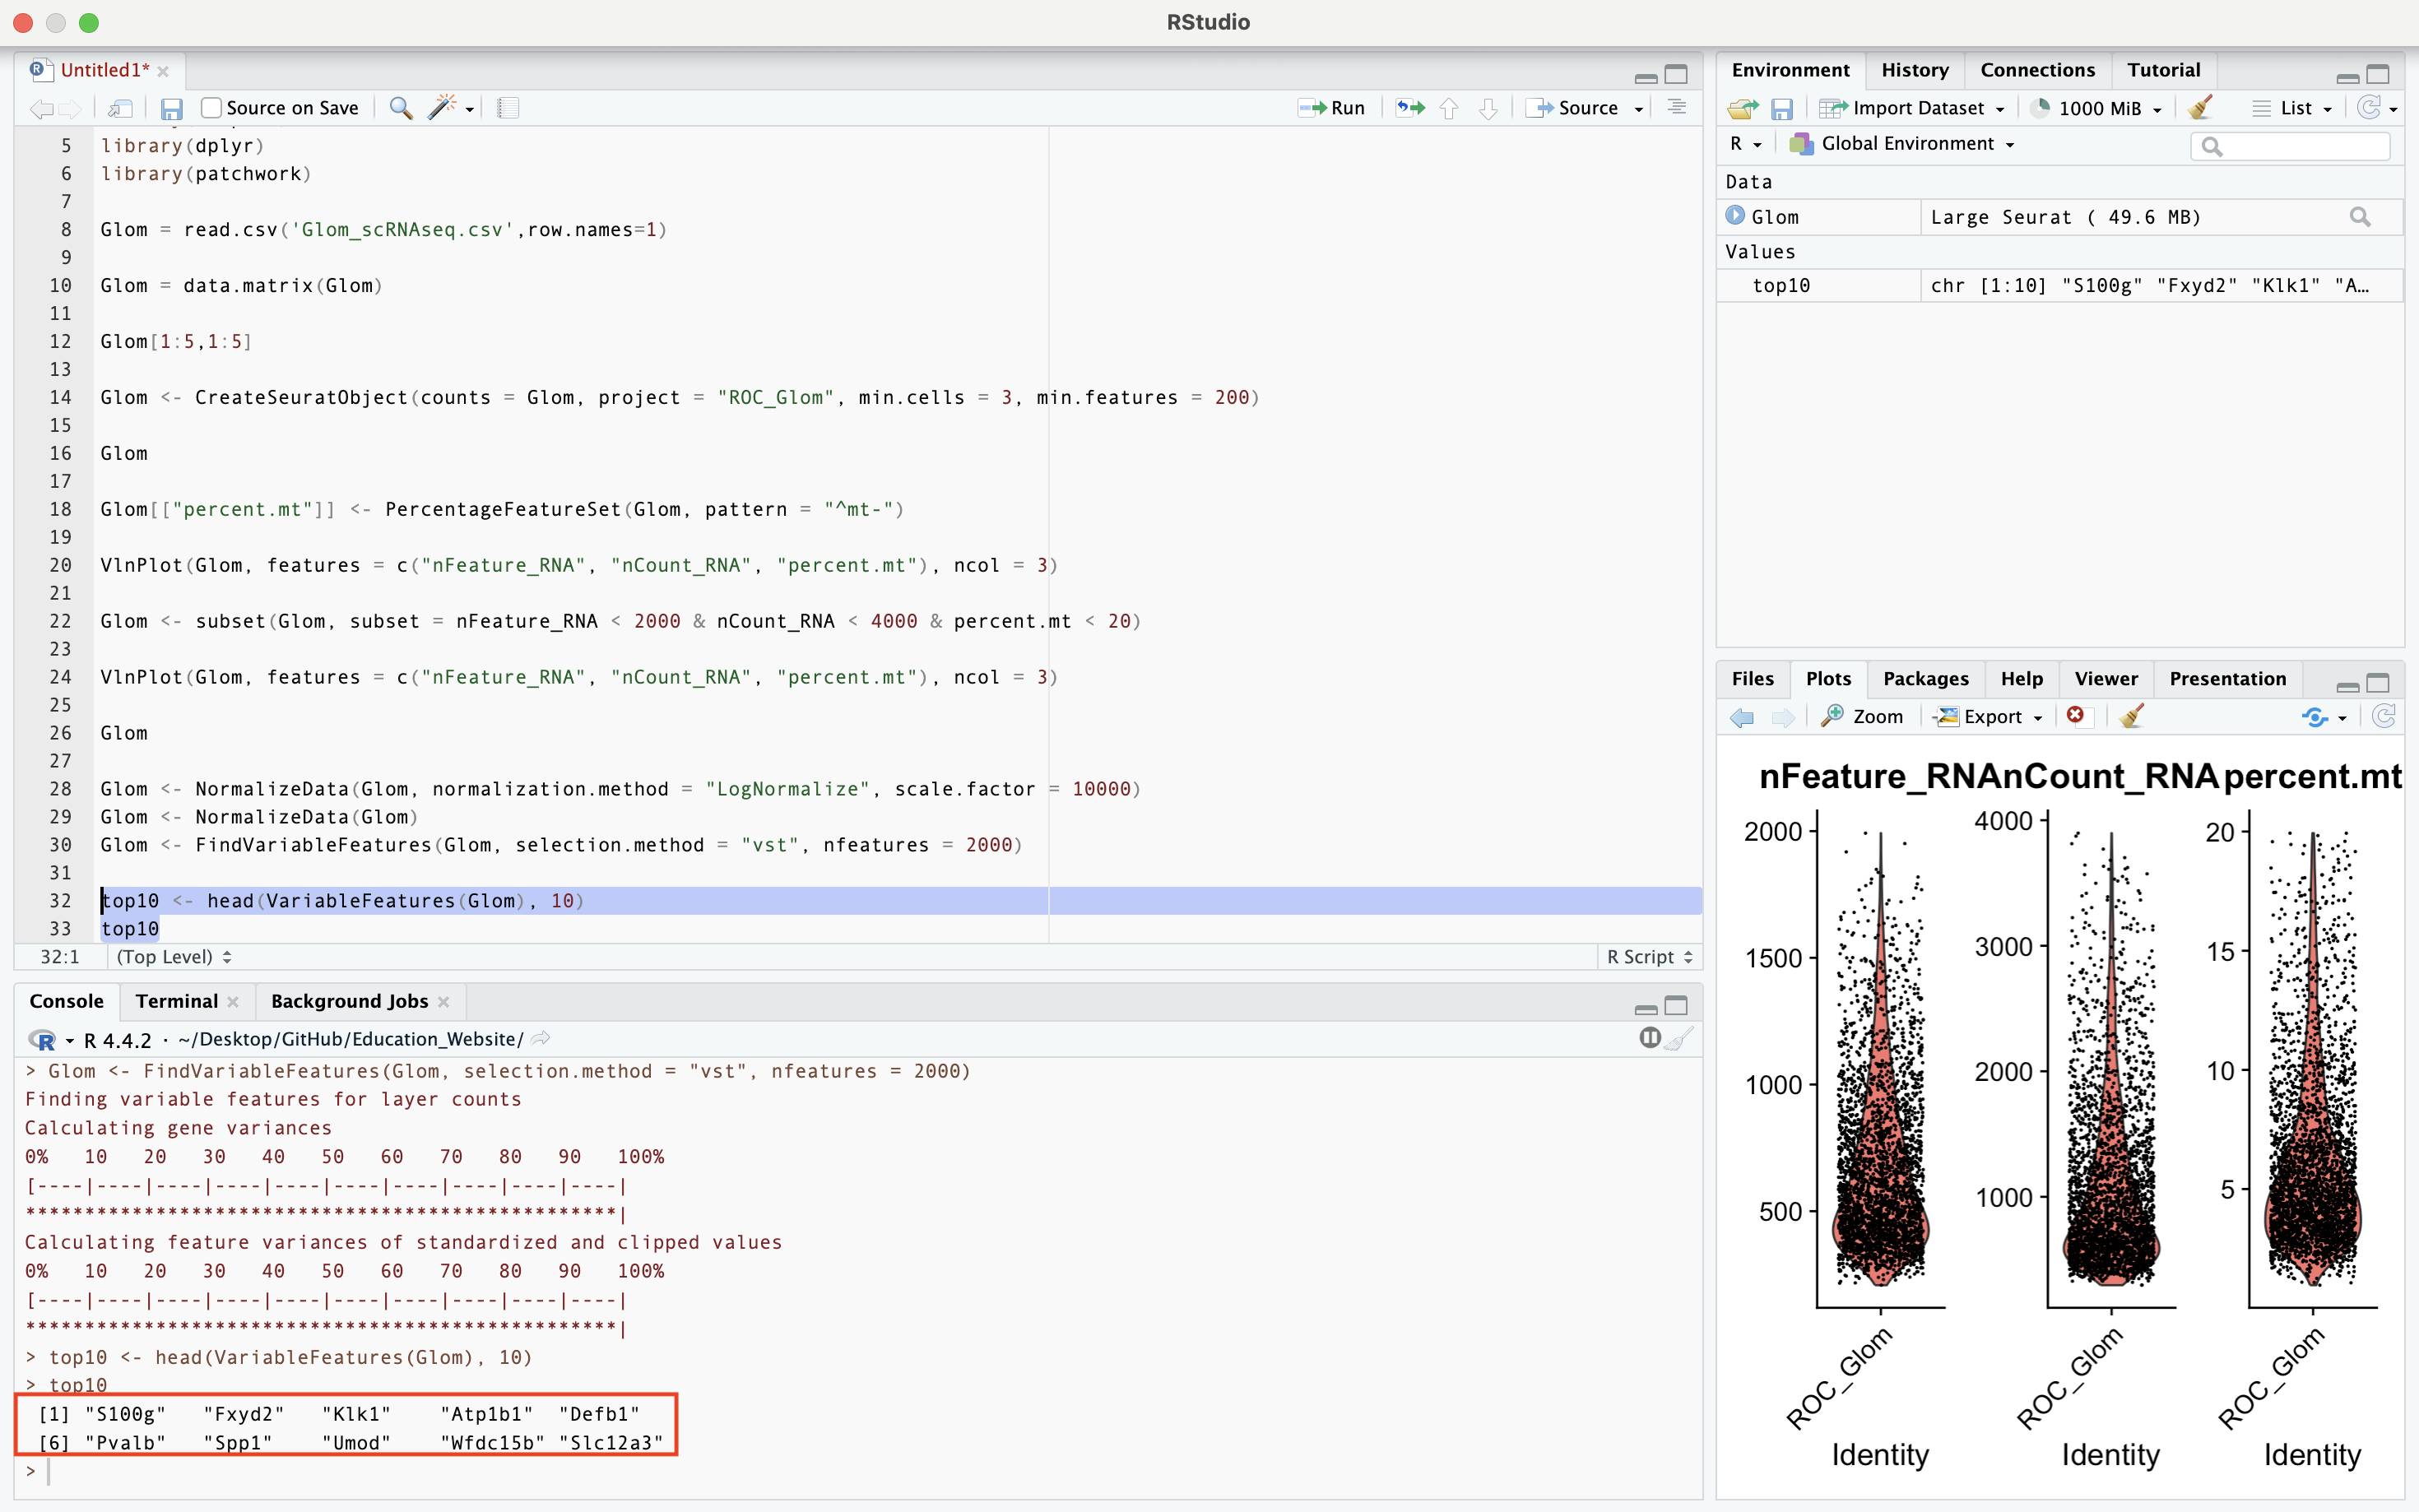 RStudio
Untitled1*
Source on Save
Run
Source
5 library(dplyr)
6 library(patchwork)
7
8 Glom = read.csv('Glom_scRNAseq.csv',row.names=1)
9
10 Glom = data.matrix(Glom)
11
12 Glom[1:5,1:5]
13
14 Glom <- CreateSeuratObject(counts = Glom, project = "ROC_Glom", min.cells = 3, min.features = 200)
15
16 Glom
17
18 Glom[["percent.mt"]] <- PercentageFeatureSet(Glom, pattern = "^mt-")
19
20 VlnPlot(Glom, features = c("nFeature_RNA", "nCount_RNA", "percent.mt"), ncol = 3)
21
22 Glom <- subset(Glom, subset = nFeature_RNA < 2000 & nCount_RNA < 4000 & percent.mt < 20)
23
24 VlnPlot(Glom, features = c("nFeature_RNA", "nCount_RNA", "percent.mt"), ncol = 3)
25
26 Glom
27
28 Glom <- NormalizeData(Glom, normalization.method = "LogNormalize", scale.factor = 10000)
29 Glom <- NormalizeData(Glom)
30 Glom <- FindVariableFeatures(Glom, selection.method = "vst", nfeatures = 2000)
31
32 top10 <- head(VariableFeatures(Glom), 10)
33 top10
32:1 (Top Level) R Script
Console Terminal Background Jobs
R 4.4.2 · ~/Desktop/GitHub/Education_Website/
> Glom <- FindVariableFeatures(Glom, selection.method = "vst", nfeatures = 2000)
Finding variable features for layer counts
Calculating gene variances
0% 10 20 30 40 50 60 70 80 90 100%
[----|----|----|----|----|----|----|----|----|----|
**************************************************|
Calculating feature variances of standardized and clipped values
0% 10 20 30 40 50 60 70 80 90 100%
[----|----|----|----|----|----|----|----|----|----|
**************************************************|
> top10 <- head(VariableFeatures(Glom), 10)
> top10
[1] "S100g" "Fxyd2" "Klk1" "Atp1b1" "Defb1"
[6] "Pvalb" "Spp1" "Umod" "Wfdc15b" "Slc12a3"
>
Environment History Connections Tutorial
Import Dataset 1000 MiB List
R Global Environment
Data
Glom Large Seurat ( 49.6 MB)
Values
top10 chr [1:10] "S100g" "Fxyd2" "Klk1" "A…
Files Plots Packages Help Viewer Presentation
Zoom Export
nFeature_RNA nCount_RNA percent.mt
2000
1500
1000
500
ROC_Glom
Identity
4000
3000
2000
1000
ROC_Glom
Identity
20
15
10
5
ROC_Glom
Identity